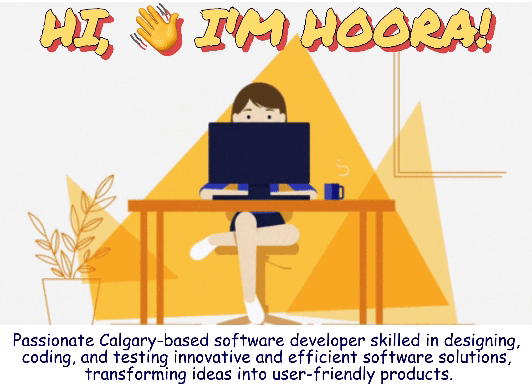 HI, 👋 I'M HOORA!
Passionate Calgary-based software developer skilled in designing,
coding, and testing innovative and efficient software solutions,
transforming ideas into user-friendly products.